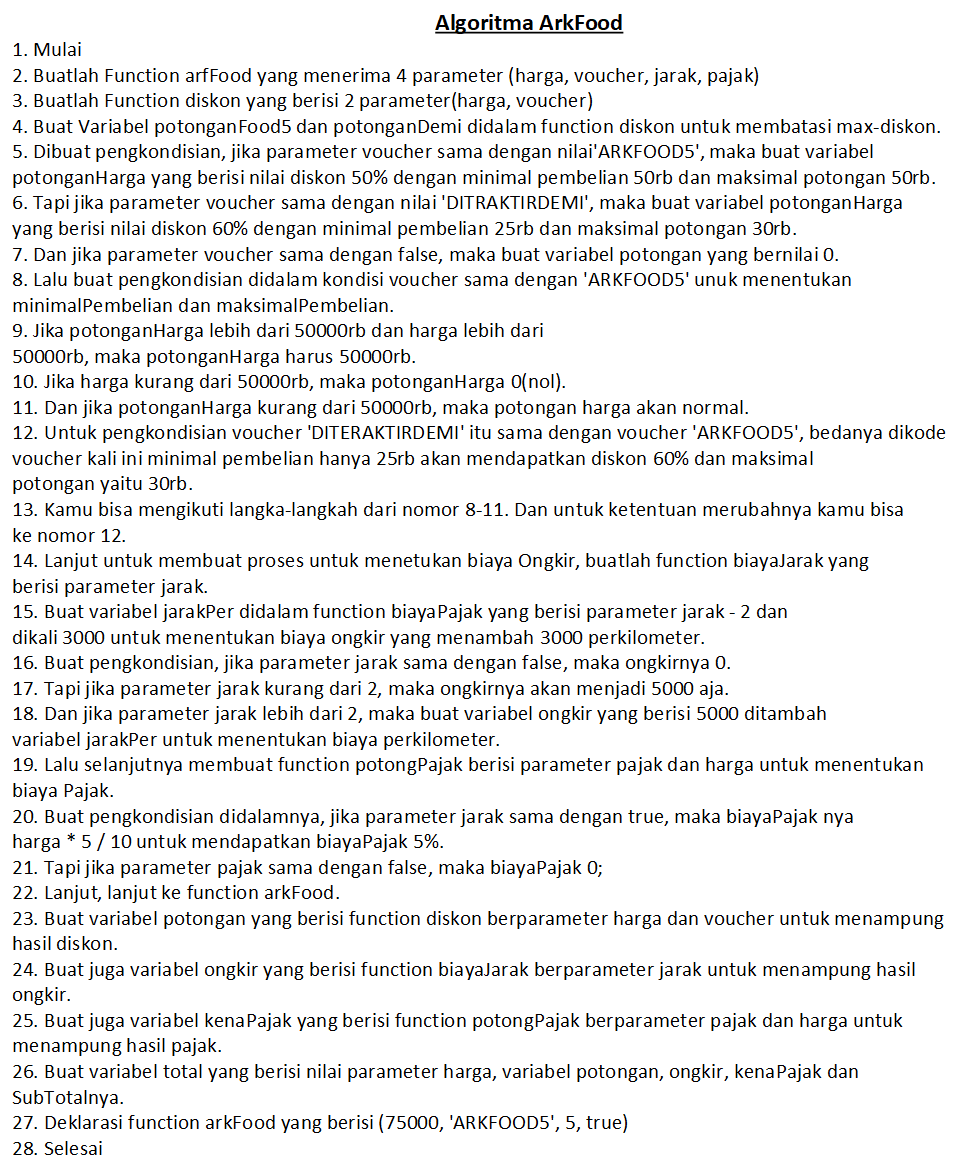 Algoritma ArkFood
1. Mulai
2. Buatlah Function arfFood yang menerima 4 parameter (harga, voucher, jarak, pajak)
3. Buatlah Function diskon yang berisi 2 parameter(harga, voucher)
4. Buat Variabel potonganFood5 dan potonganDemi didalam function diskon untuk membatasi max-diskon.
5. Dibuat pengkondisian, jika parameter voucher sama dengan nilai'ARKFOOD5', maka buat variabel
potonganHarga yang berisi nilai diskon 50% dengan minimal pembelian 50rb dan maksimal potongan 50rb.
6. Tapi jika parameter voucher sama dengan nilai 'DITRAKTIRDEMI', maka buat variabel potonganHarga
yang berisi nilai diskon 60% dengan minimal pembelian 25rb dan maksimal potongan 30rb.
7. Dan jika parameter voucher sama dengan false, maka buat variabel potongan yang bernilai 0.
8. Lalu buat pengkondisian didalam kondisi voucher sama dengan 'ARKFOOD5' unuk menentukan
minimalPembelian dan maksimalPembelian.
9. Jika potonganHarga lebih dari 50000rb dan harga lebih dari
50000rb, maka potonganHarga harus 50000rb.
10. Jika harga kurang dari 50000rb, maka potonganHarga 0(nol).
11. Dan jika potonganHarga kurang dari 50000rb, maka potongan harga akan normal.
12. Untuk pengkondisian voucher 'DITERAKTIRDEMI' itu sama dengan voucher 'ARKFOOD5', bedanya dikode
voucher kali ini minimal pembelian hanya 25rb akan mendapatkan diskon 60% dan maksimal
potongan yaitu 30rb.
13. Kamu bisa mengikuti langka-langkah dari nomor 8-11. Dan untuk ketentuan merubahnya kamu bisa
ke nomor 12.
14. Lanjut untuk membuat proses untuk menetukan biaya Ongkir, buatlah function biayaJarak yang
berisi parameter jarak.
15. Buat variabel jarakPer didalam function biayaPajak yang berisi parameter jarak - 2 dan
dikali 3000 untuk menentukan biaya ongkir yang menambah 3000 perkilometer.
16. Buat pengkondisian, jika parameter jarak sama dengan false, maka ongkirnya 0.
17. Tapi jika parameter jarak kurang dari 2, maka ongkirnya akan menjadi 5000 aja.
18. Dan jika parameter jarak lebih dari 2, maka buat variabel ongkir yang berisi 5000 ditambah
variabel jarakPer untuk menentukan biaya perkilometer.
19. Lalu selanjutnya membuat function potongPajak berisi parameter pajak dan harga untuk menentukan
biaya Pajak.
20. Buat pengkondisian didalamnya, jika parameter jarak sama dengan true, maka biayaPajak nya
harga * 5 / 10 untuk mendapatkan biayaPajak 5%.
21. Tapi jika parameter pajak sama dengan false, maka biayaPajak 0;
22. Lanjut, lanjut ke function arkFood.
23. Buat variabel potongan yang berisi function diskon berparameter harga dan voucher untuk menampung
hasil diskon.
24. Buat juga variabel ongkir yang berisi function biayaJarak berparameter jarak untuk menampung hasil
ongkir.
25. Buat juga variabel kenaPajak yang berisi function potongPajak berparameter pajak dan harga untuk
menampung hasil pajak.
26. Buat variabel total yang berisi nilai parameter harga, variabel potongan, ongkir, kenaPajak dan
SubTotalnya.
27. Deklarasi function arkFood yang berisi (75000, 'ARKFOOD5', 5, true)
28. Selesai